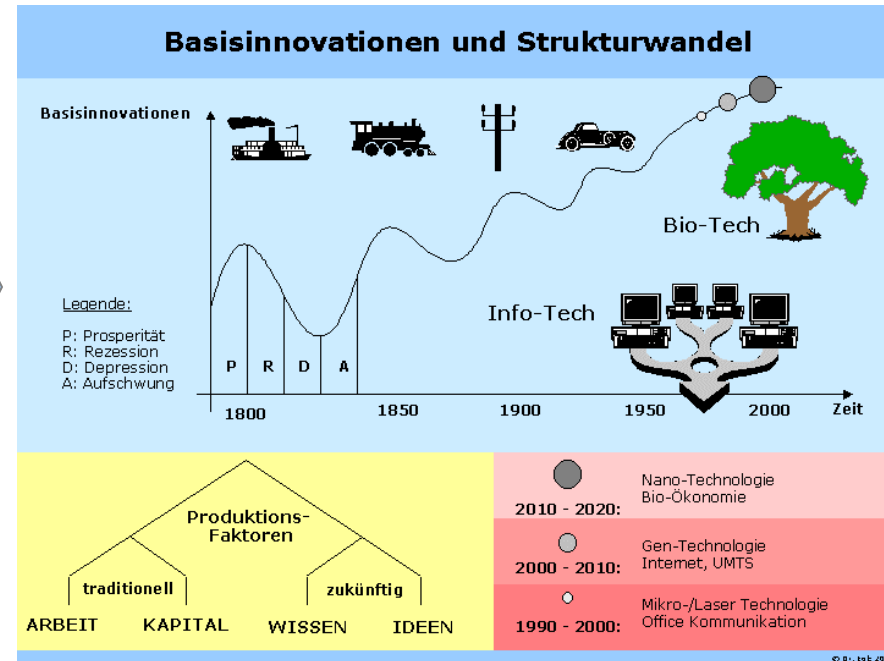 Basisinnovationen und Strukturwandel
Basisinnovationen
Bio-Tech
Info-Tech
Legende:
P: Prosperität
R: Rezession
D: Depression
A: Aufschwung
P R D A
1800 1850 1900 1950 2000 Zeit
Produktions-
Faktoren
traditionell zukünftig
ARBEIT KAPITAL WISSEN IDEEN
Nano-Technologie
Bio-Ökonomie
2010 - 2020:
Gen-Technologie
Internet, UMTS
2000 - 2010:
Mikro-/Laser Technologie
Office Kommunikation
1990 - 2000: